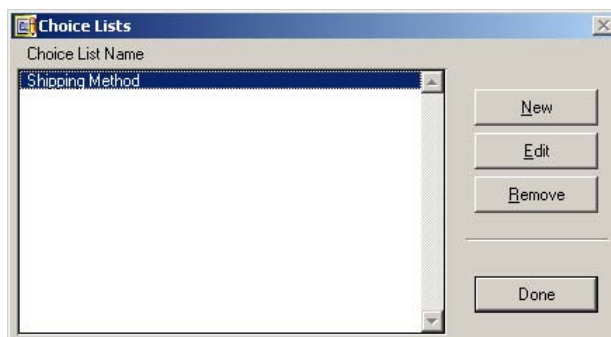 Choice Lists
Choice List Name
Shipping Method
New
Edit
Remove
Done